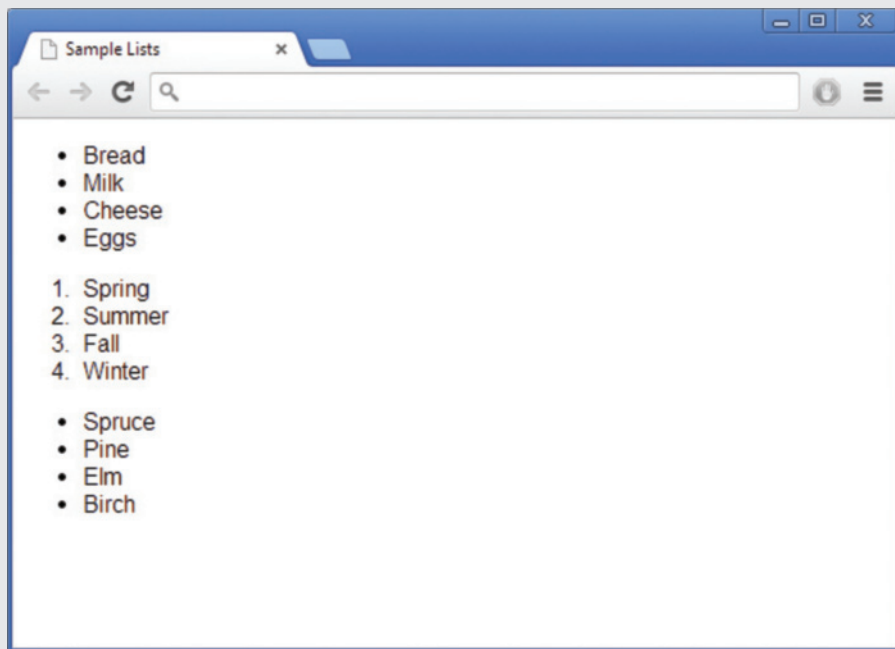 Sample Lists
• Bread
• Milk
• Cheese
• Eggs
1. Spring
2. Summer
3. Fall
4. Winter
• Spruce
• Pine
• Elm
• Birch